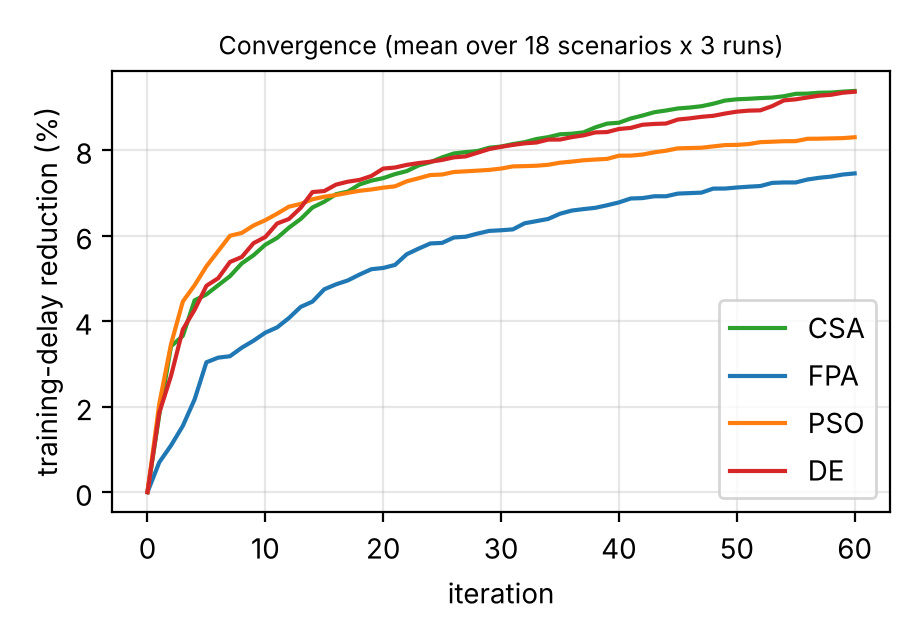 Convergence (mean over 18 scenarios x 3 runs)
training-delay reduction (%)
8
6
4
2
0
CSA
FPA
PSO
DE
0 10 20 30 40 50 60
iteration